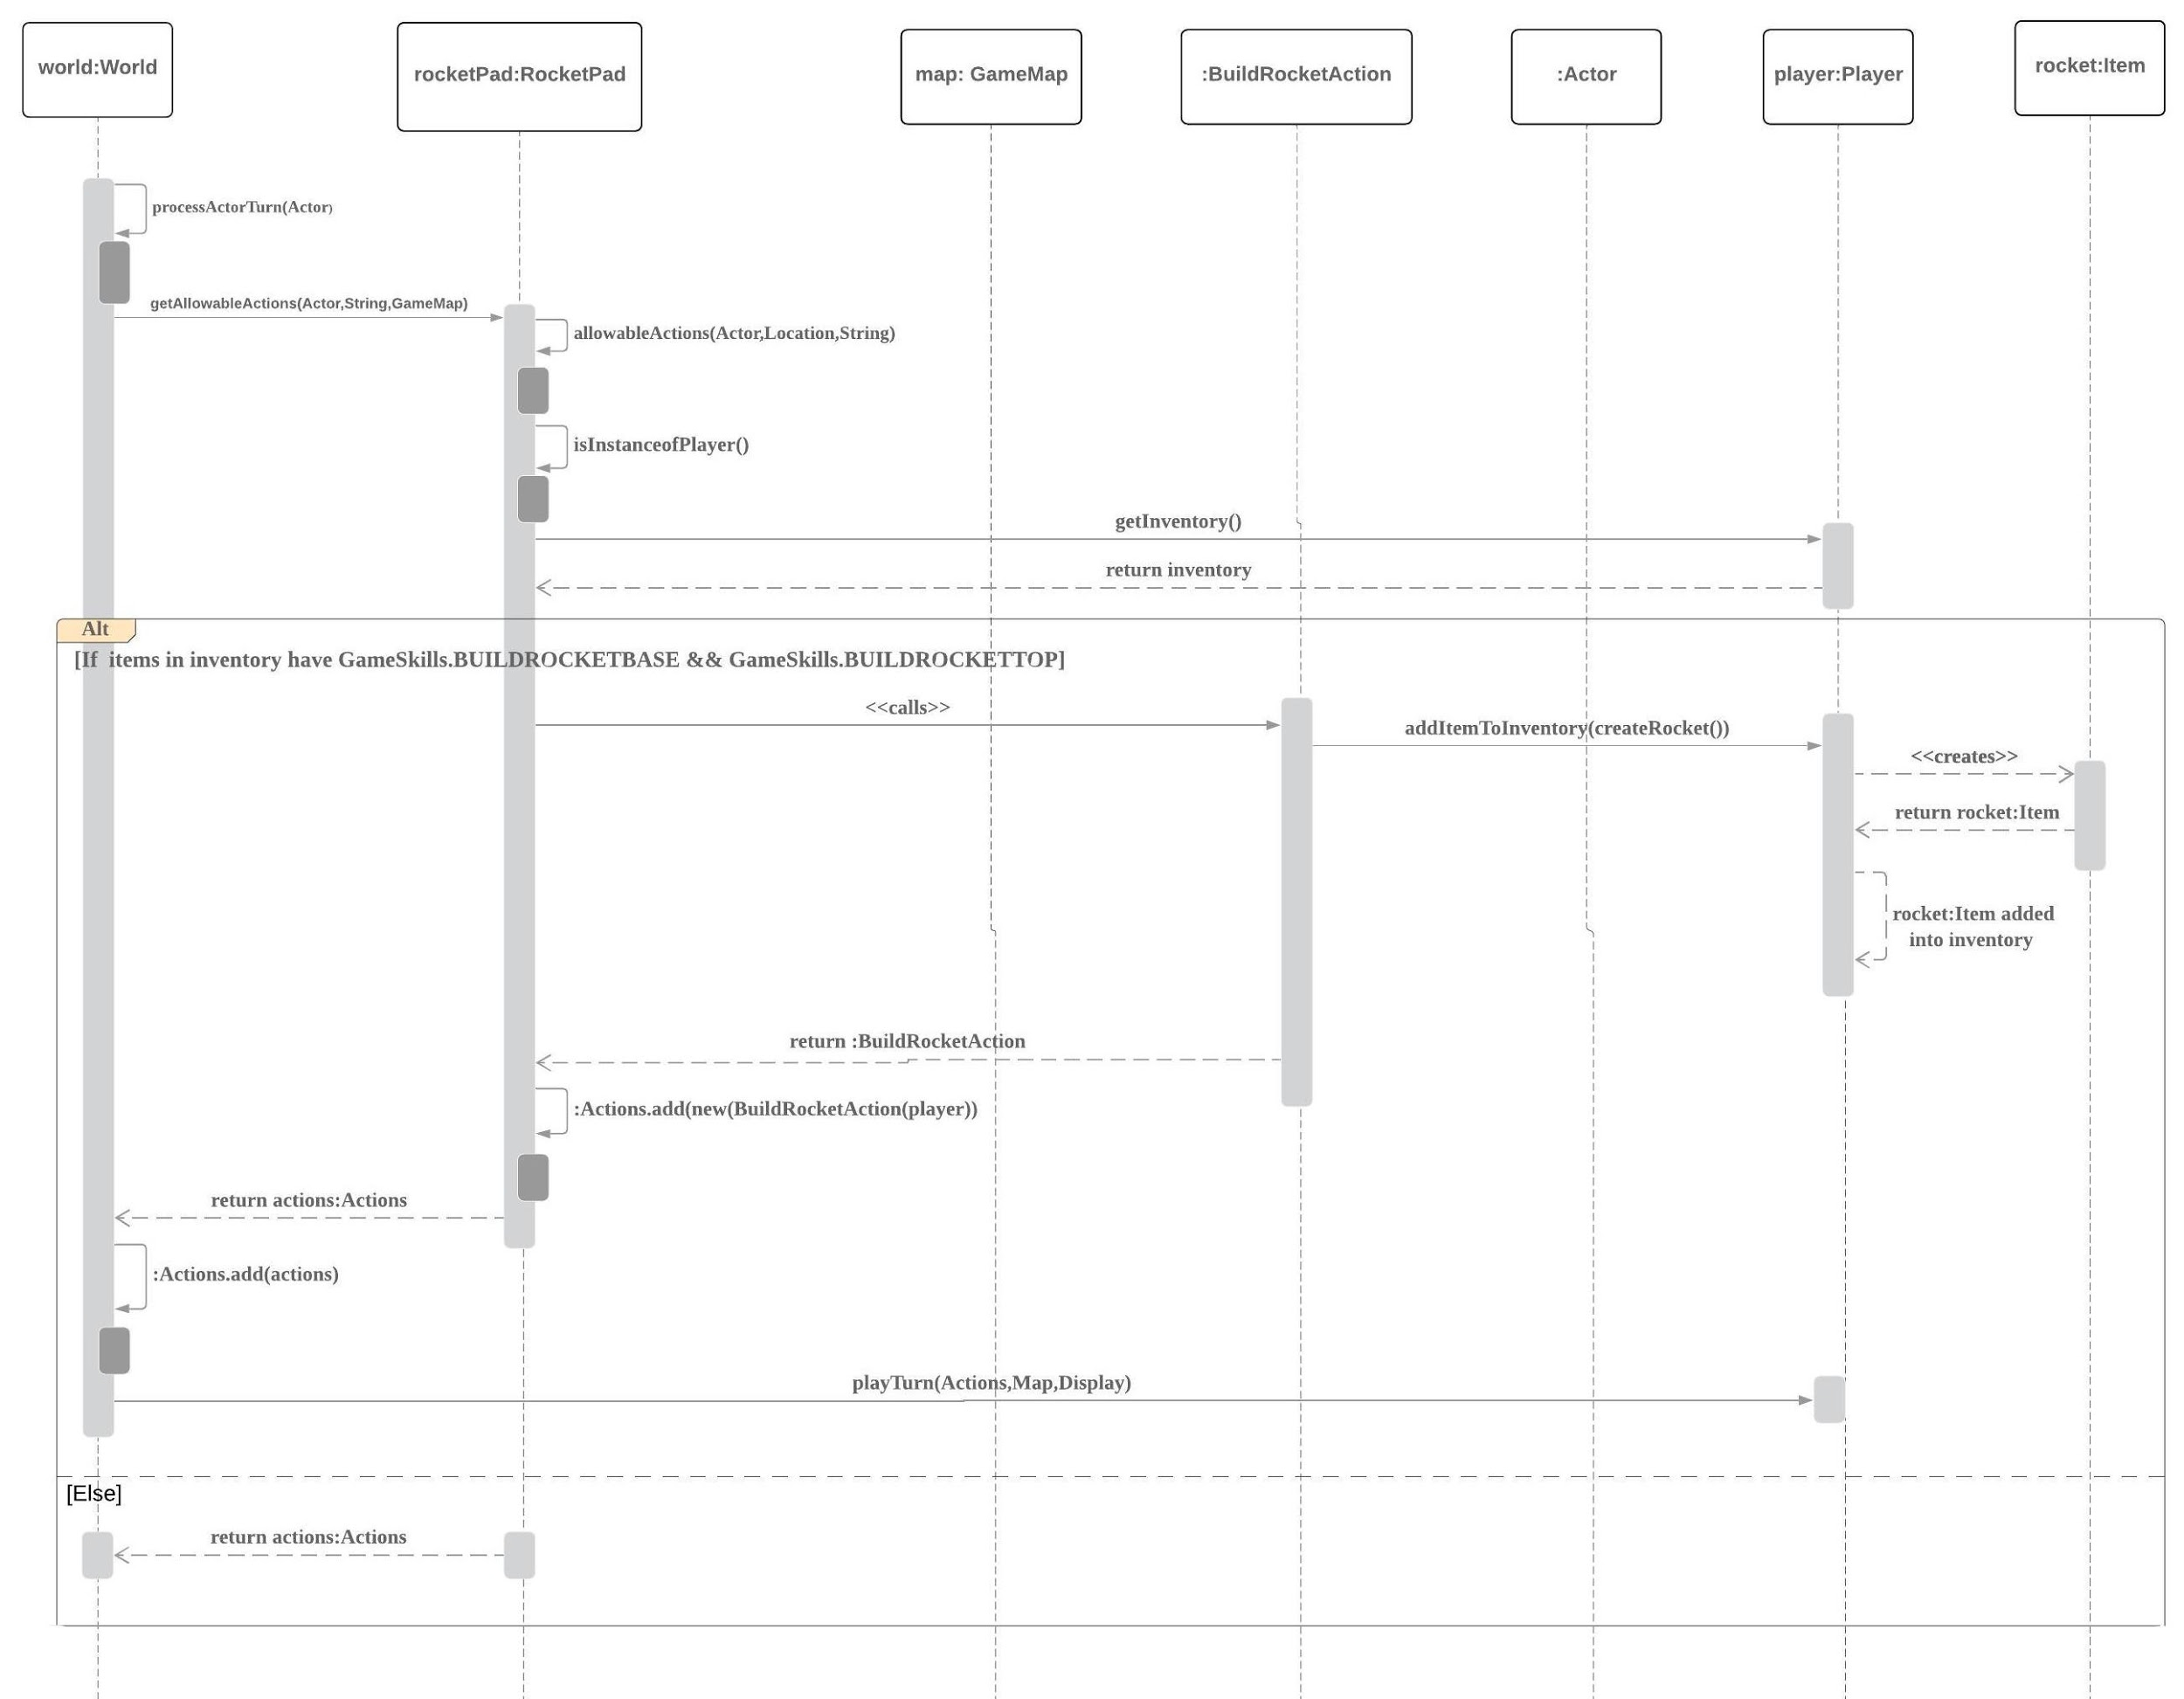 world:World
rocketPad:RocketPad
map: GameMap
:BuildRocketAction
:Actor
player:Player
rocket:Item
processActorTurn(Actor)
getAllowableActions(Actor,String,GameMap)
allowableActions(Actor,Location,String)
isInstanceofPlayer()
getInventory()
return inventory
Alt
[If  items in inventory have GameSkills.BUILDROCKETBASE && GameSkills.BUILDROCKETTOP]
<<calls>>
addItemToInventory(createRocket())
<<creates>>
return rocket:Item
rocket:Item added
into inventory
return :BuildRocketAction
:Actions.add(new(BuildRocketAction(player))
return actions:Actions
:Actions.add(actions)
playTurn(Actions,Map,Display)
[Else]
return actions:Actions